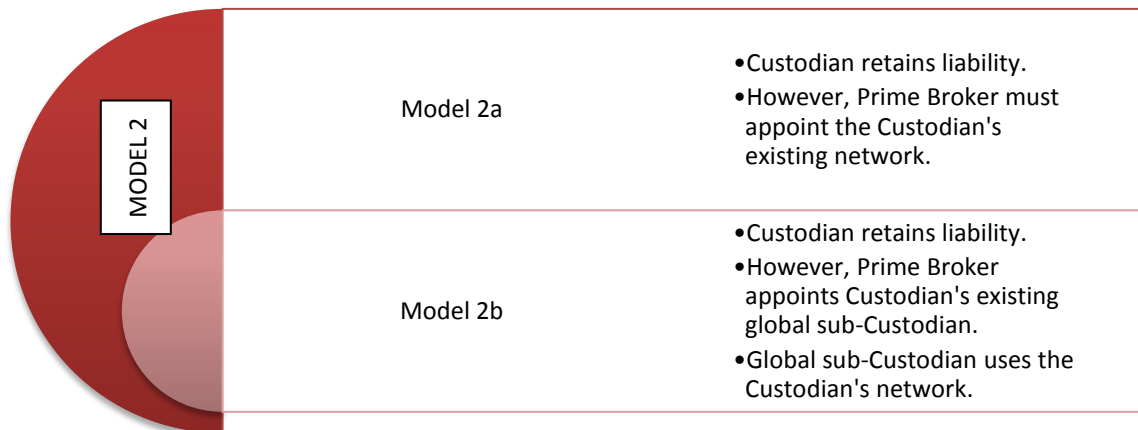 MODEL 2
Model 2a
•Custodian retains liability.
•However, Prime Broker must
appoint the Custodian's
existing network.
Model 2b
•Custodian retains liability.
•However, Prime Broker
appoints Custodian's existing
global sub-Custodian.
•Global sub-Custodian uses the
Custodian's network.